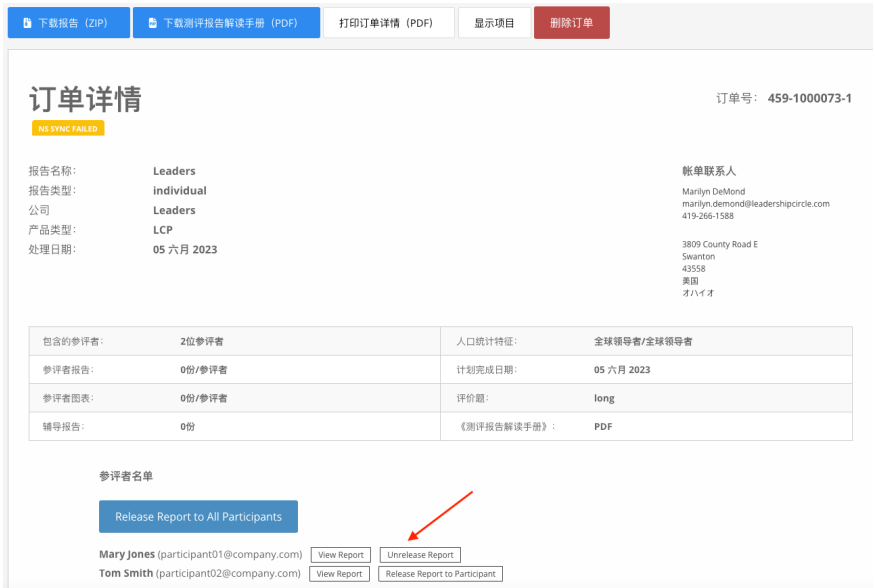 下载报告（ZIP） 下载测评报告解读手册（PDF） 打印订单详情（PDF） 显示项目 删除订单
订单详情 订单号： 459-1000073-1
NS SYNC FAILED
报告名称： Leaders
报告类型： individual
公司 Leaders
产品类型： LCP
处理日期： 05 六月 2023
帐单联系人
Marilyn DeMond
marilyn.demond@leadershipcircle.com
419-266-1588
3809 County Road E
Swanton
43558
美国
オハイオ
包含的参评者： 2位参评者 人口统计特征： 全球领导者/全球领导者
参评者报告： 0份/参评者 计划完成日期： 05 六月 2023
参评者图表： 0份/参评者 评价题： long
辅导报告： 0份 《测评报告解读手册》： PDF
参评者名单
Release Report to All Participants
Mary Jones (participant01@company.com) View Report Unrelease Report
Tom Smith (participant02@company.com) View Report Release Report to Participant